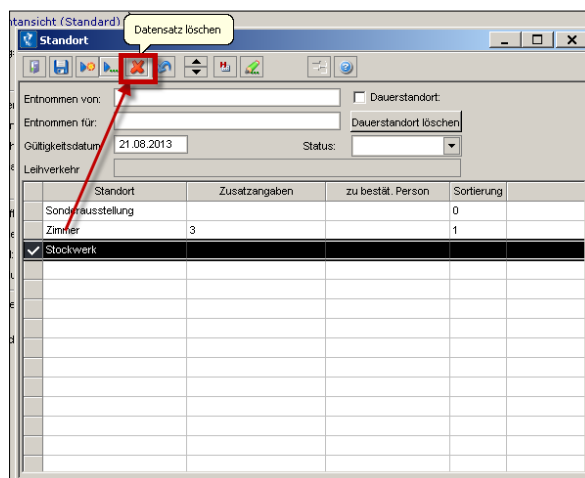 ntansicht (Standard)
Datensatz löschen
Standort
Entnommen von:
Dauerstandort:
Entnommen für:
Dauerstandort löschen
Gültigkeitsdatum
21.08.2013
Status:
Leihverkehr
Standort Zusatzangaben zu bestät. Person Sortierung
Sonderausstellung 0
Zimmer 3 1
Stockwerk